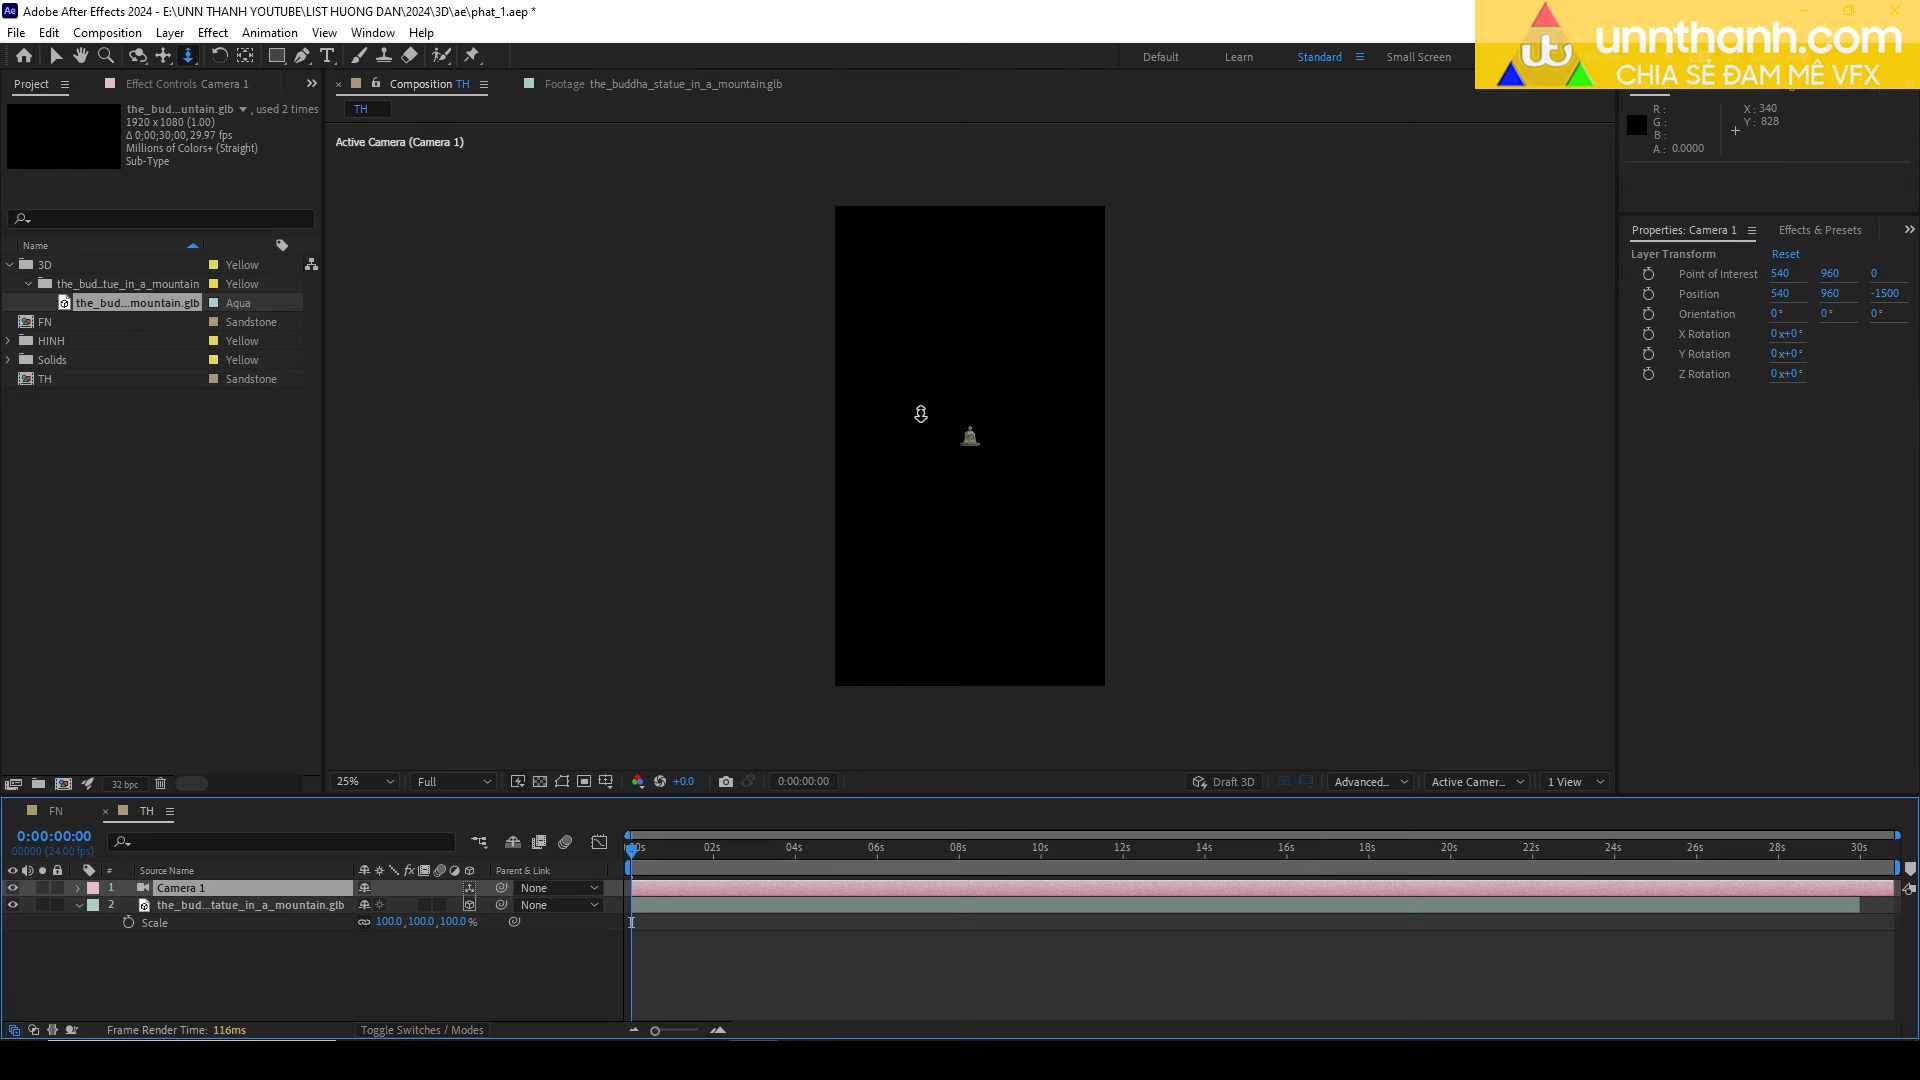 Adobe After Effects 2024 - E:\UNN THANH YOUTUBE\LIST HUONG DAN\2024\3D\ae\phat_1.aep *
File Edit Composition Layer Effect Animation View Window Help
Default Learn Standard Small Screen
unnthanh.com
CHIA SẺ ĐAM MÊ VFX
Project Effect Controls Camera 1
Composition TH Footage the_buddha_statue_in_a_mountain.glb
the_bud...untain.glb , used 2 times
1920 x 1080 (1.00)
Δ 0;00;30;00, 29.97 fps
Millions of Colors+ (Straight)
Sub-Type
TH
Active Camera (Camera 1)
R :
G :
B :
A : 0.0000
X : 340
Y : 828
Name
3D Yellow
the_bud...tue_in_a_mountain Yellow
the_bud...mountain.glb Aqua
FN Sandstone
HINH Yellow
Solids Yellow
TH Sandstone
Properties: Camera 1 Effects & Presets
Layer Transform Reset
Point of Interest 540 960 0
Position 540 960 -1500
Orientation 0° 0° 0°
X Rotation 0x+0°
Y Rotation 0x+0°
Z Rotation 0x+0°
32 bpc
25% Full +0.0 0:00:00:00 Draft 3D Advanced... Active Camer... 1 View
FN TH
0:00:00:00
00000 (24.00 fps)
:00s 02s 04s 06s 08s 10s 12s 14s 16s 18s 20s 22s 24s 26s 28s 30s
# Source Name fx Parent & Link
1 Camera 1 None
2 the_bud...tatue_in_a_mountain.glb None
Scale 100.0, 100.0, 100.0 %
Frame Render Time: 116ms Toggle Switches / Modes